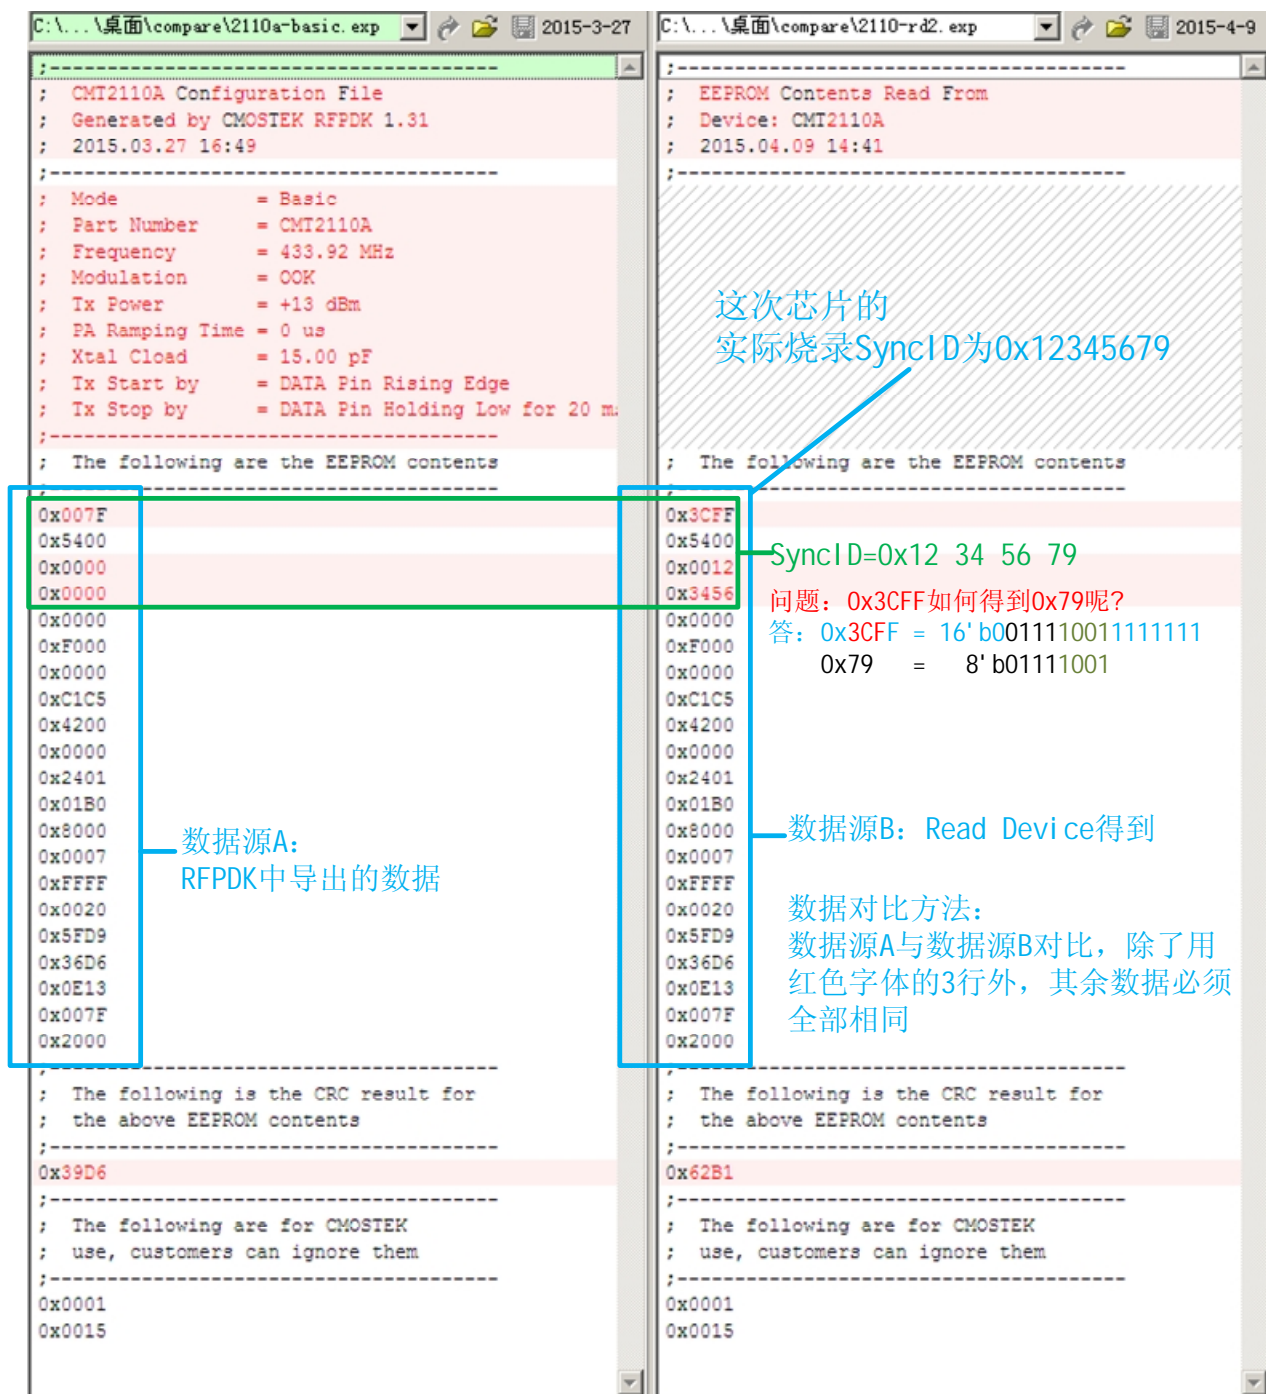 C:\...\桌面\compare\2110a-basic.exp 2015-3-27
;---------------------------------------
; CMT2110A Configuration File
; Generated by CMOSTEK RFPDK 1.31
; 2015.03.27 16:49
;---------------------------------------
; Mode = Basic
; Part Number = CMT2110A
; Frequency = 433.92 MHz
; Modulation = OOK
; Tx Power = +13 dBm
; PA Ramping Time = 0 us
; Xtal Cload = 15.00 pF
; Tx Start by = DATA Pin Rising Edge
; Tx Stop by = DATA Pin Holding Low for 20 m
;---------------------------------------
; The following are the EEPROM contents
;---------------------------------------
0x007F
0x5400
0x0000
0x0000
0x0000
0xF000
0x0000
0xC1C5
0x4200
0x0000
0x2401
0x01B0
0x8000
0x0007
0xFFFF
0x0020
0x5FD9
0x36D6
0x0E13
0x007F
0x2000
数据源A：
RFPDK中导出的数据
;---------------------------------------
; The following is the CRC result for
; the above EEPROM contents
;---------------------------------------
0x39D6
;---------------------------------------
; The following are for CMOSTEK
; use, customers can ignore them
;---------------------------------------
0x0001
0x0015
C:\...\桌面\compare\2110-rd2.exp 2015-4-9
;---------------------------------------
; EEPROM Contents Read From
; Device: CMT2110A
; 2015.04.09 14:41
;---------------------------------------
这次芯片的
实际烧录SyncID为0x12345679
; The following are the EEPROM contents
;---------------------------------------
0x3CFF
0x5400
0x0012
0x3456
0x0000
0xF000
0x0000
0xC1C5
0x4200
0x0000
0x2401
0x01B0
0x8000
0x0007
0xFFFF
0x0020
0x5FD9
0x36D6
0x0E13
0x007F
0x2000
SyncID=0x12 34 56 79
问题：0x3CFF如何得到0x79呢?
答：0x3CFF = 16'b0011110011111111
0x79 = 8'b01111001
数据源B：Read Device得到
数据对比方法：
数据源A与数据源B对比，除了用
红色字体的3行外，其余数据必须
全部相同
;---------------------------------------
; The following is the CRC result for
; the above EEPROM contents
;---------------------------------------
0x62B1
;---------------------------------------
; The following are for CMOSTEK
; use, customers can ignore them
;---------------------------------------
0x0001
0x0015